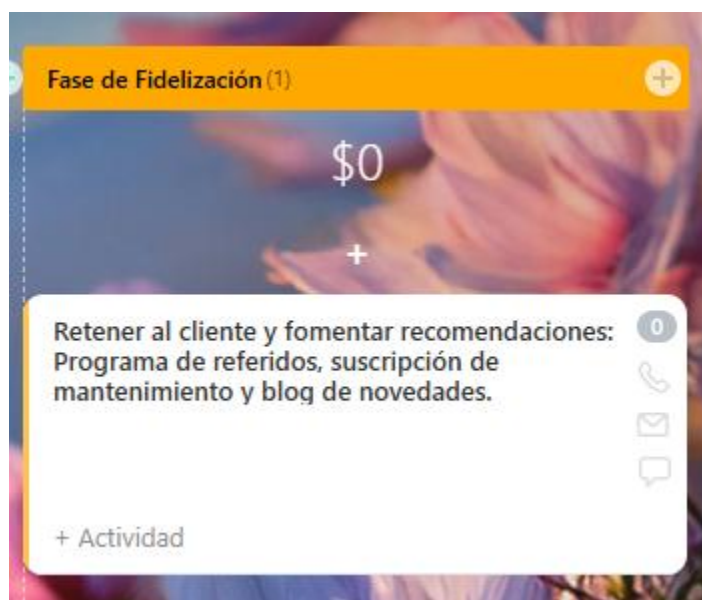 Fase de Fidelización (1)
$0
+
Retener al cliente y fomentar recomendaciones:
0
Programa de referidos, suscripción de
mantenimiento y blog de novedades.
+ Actividad